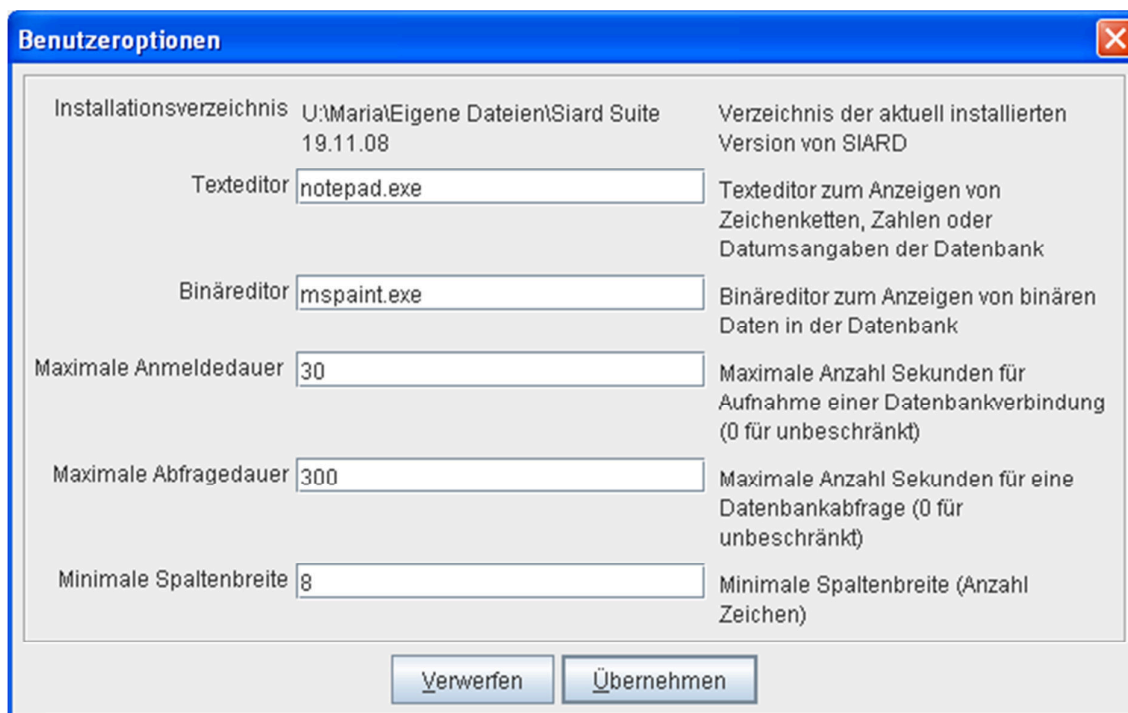 Benutzeroptionen
Installationsverzeichnis
U:\Maria\Eigene Dateien\Siard Suite
19.11.08
Verzeichnis der aktuell installierten
Version von SIARD
Texteditor
notepad.exe
Texteditor zum Anzeigen von
Zeichenketten, Zahlen oder
Datumsangaben der Datenbank
Binäreditor
mspaint.exe
Binäreditor zum Anzeigen von binären
Daten in der Datenbank
Maximale Anmeldedauer
30
Maximale Anzahl Sekunden für
Aufnahme einer Datenbankverbindung
(0 für unbeschränkt)
Maximale Abfragedauer
300
Maximale Anzahl Sekunden für eine
Datenbankabfrage (0 für
unbeschränkt)
Minimale Spaltenbreite
8
Minimale Spaltenbreite (Anzahl
Zeichen)
Verwerfen
Übernehmen